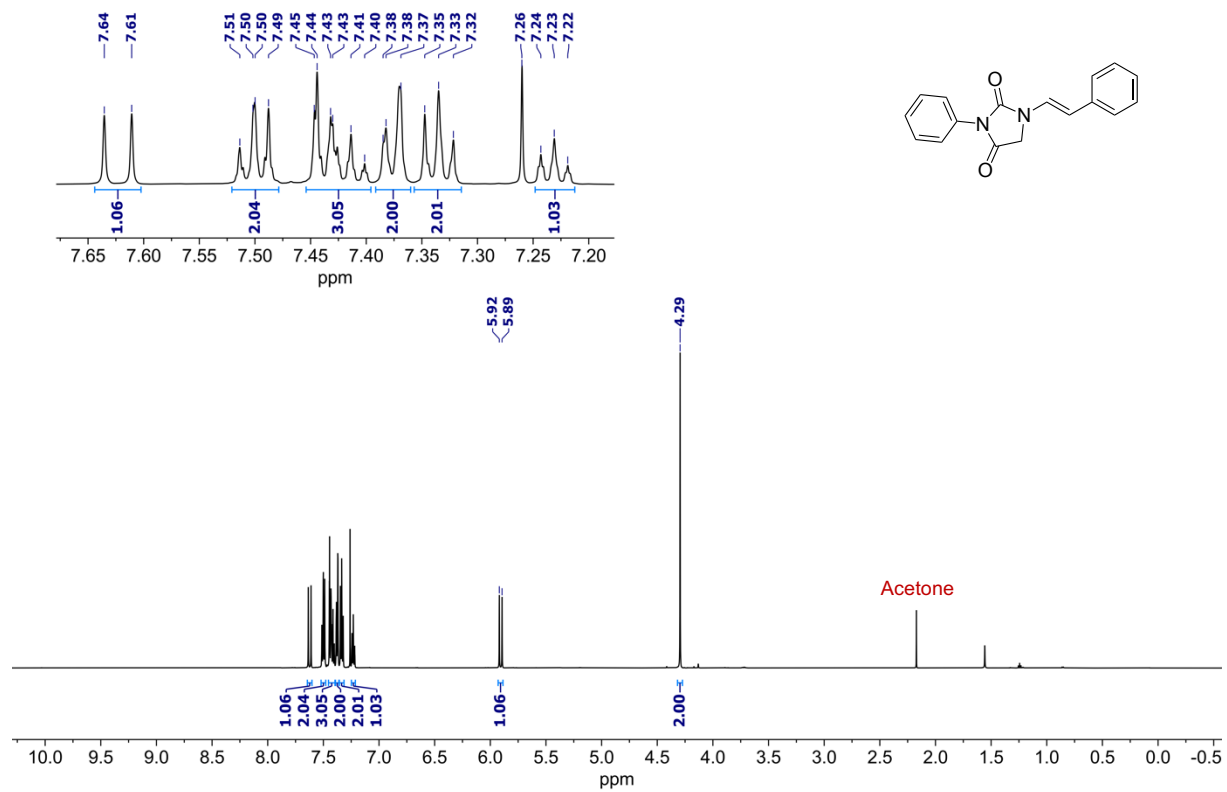 7.64 7.61 7.51 7.50 7.50 7.49 7.45 7.44 7.43 7.43 7.41 7.40 7.38 7.38 7.37 7.35 7.33 7.32 7.26 7.24 7.23 7.22
O
N
N
O
1.06 2.04 3.05 2.00 2.01 1.03
7.65 7.60 7.55 7.50 7.45 7.40 7.35 7.30 7.25 7.20
ppm
5.92 5.89 4.29
Acetone
1.06 2.04 3.05 2.00 2.01 1.03 1.06 2.00
10.0 9.5 9.0 8.5 8.0 7.5 7.0 6.5 6.0 5.5 5.0 4.5 4.0 3.5 3.0 2.5 2.0 1.5 1.0 0.5 0.0 -0.5
ppm